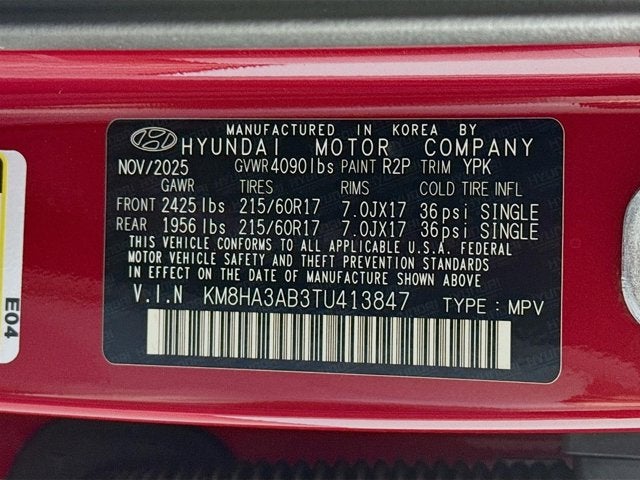 MANUFACTURED IN KOREA BY
HYUNDAI MOTOR COMPANY
NOV/2025 GVWR 4090lbs PAINT R2P TRIM YPK
GAWR TIRES RIMS COLD TIRE INFL
FRONT 2425lbs 215/60R17 7.0JX17 36psi SINGLE
REAR 1956lbs 215/60R17 7.0JX17 36psi SINGLE
THIS VEHICLE CONFORMS TO ALL APPLICABLE U.S.A. FEDERAL
MOTOR VEHICLE SAFETY AND THEFT PREVENTION STANDARDS
IN EFFECT ON THE DATE OF MANUFACTURE SHOWN ABOVE.
V.I.N KM8HA3AB3TU413847 TYPE : MPV
E04